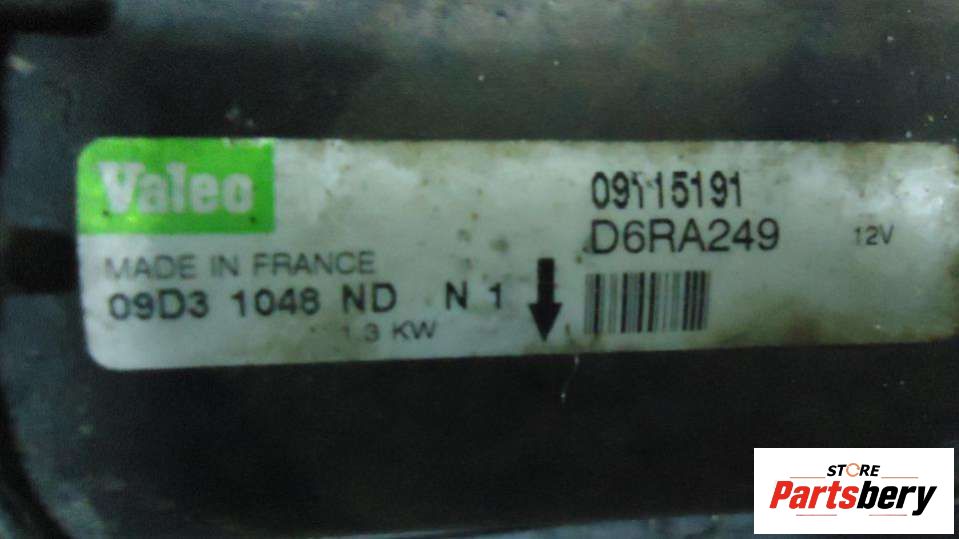 Valeo
09115191
D6RA249
12V
MADE IN FRANCE
09D3 1048 ND N 1
1.3 KW
STORE
Partsbery